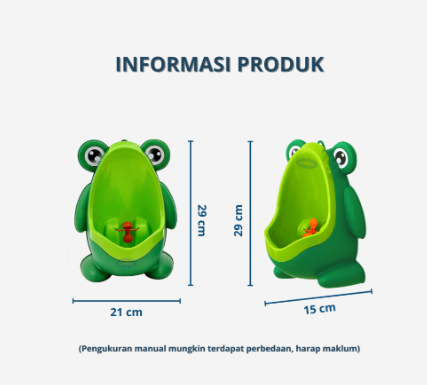 INFORMASI PRODUK
29 cm
29 cm
21 cm
15 cm
(Pengukuran manual mungkin terdapat perbedaan, harap maklum)